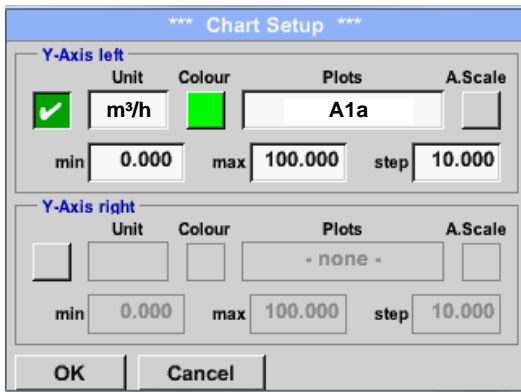 *** Chart Setup ***
Y-Axis left
Unit Colour Plots A.Scale
m³/h A1a
min 0.000 max 100.000 step 10.000
Y-Axis right
Unit Colour Plots A.Scale
- none -
min 0.000 max 100.000 step 10.000
OK Cancel